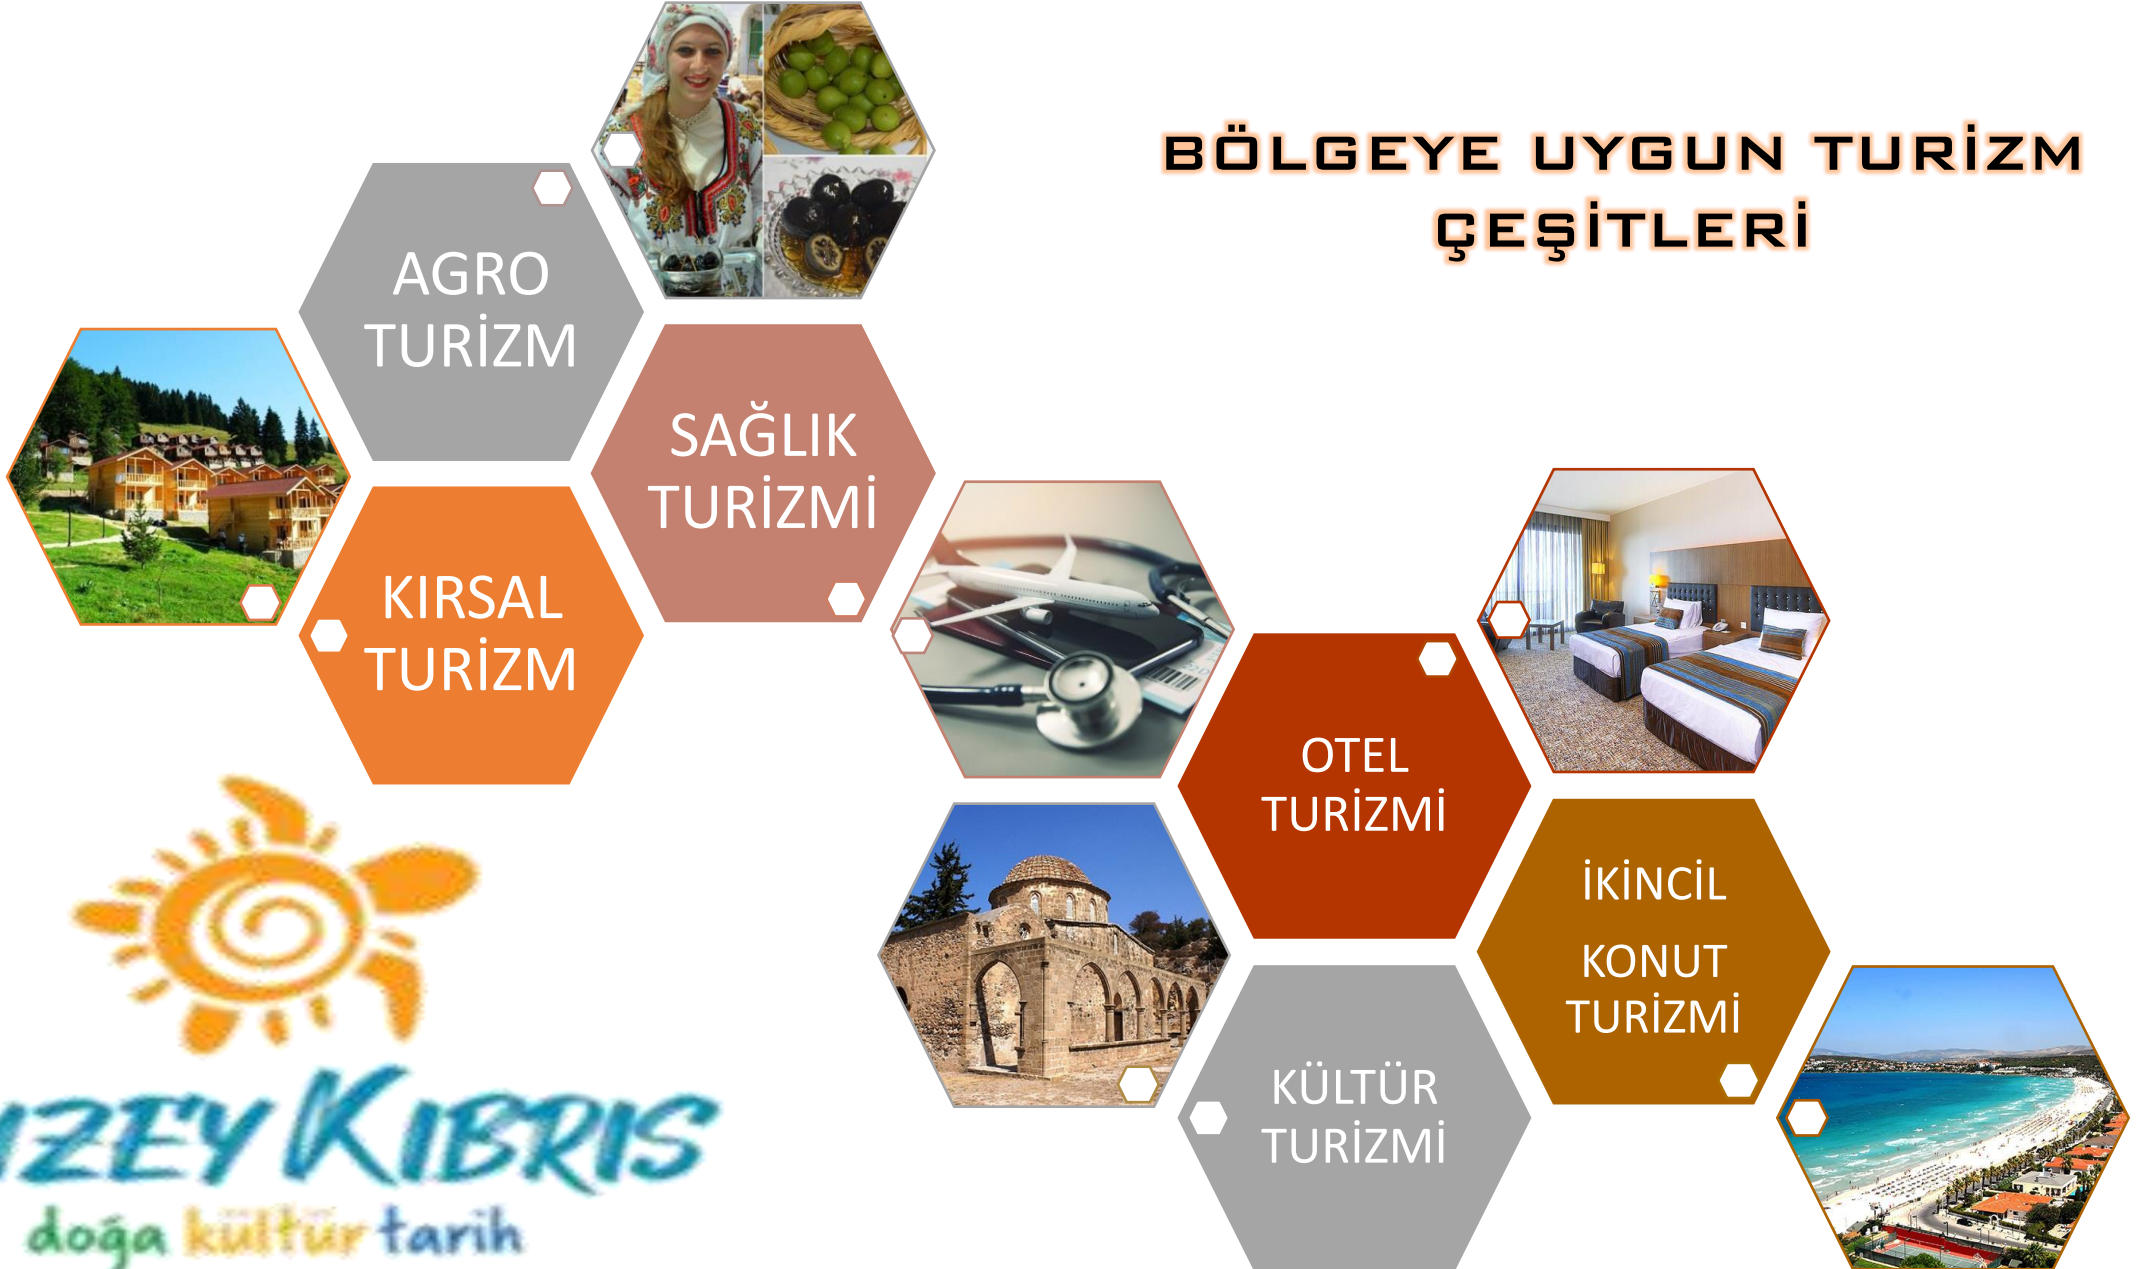 BÖLGEYE UYGUN TURİZM
ÇEŞİTLERİ
AGRO
TURİZM
SAĞLIK
TURİZMİ
KIRSAL
TURİZM
OTEL
TURİZMİ
İKİNCİL
KONUT
TURİZMİ
KÜLTÜR
TURİZMİ
UZEY KIBRIS
doğa kültür tarih